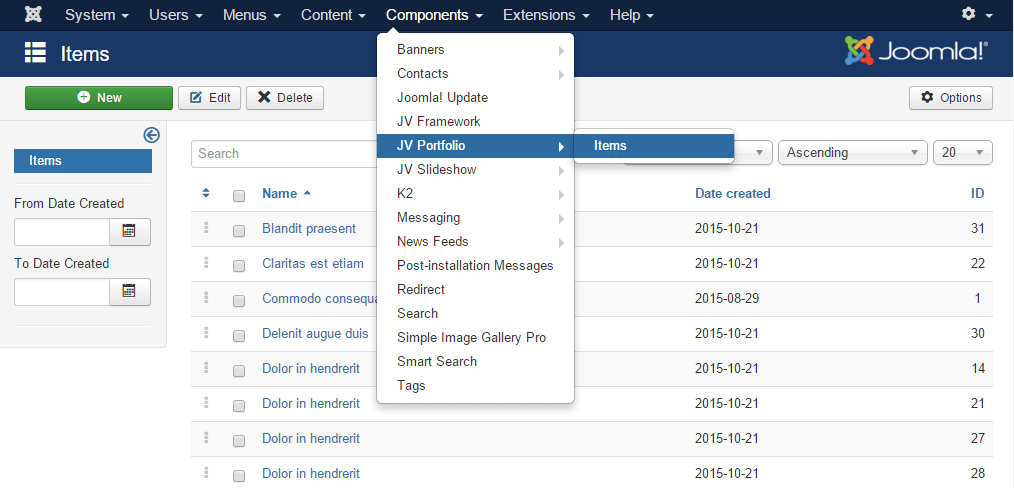 System Users Menus Content Components Extensions Help
Items Joomla!®
New Edit Delete Options
Items
From Date Created
To Date Created
Banners
Contacts
Joomla! Update
JV Framework
JV Portfolio Items
JV Slideshow
K2
Messaging
News Feeds
Post-installation Messages
Redirect
Search
Simple Image Gallery Pro
Smart Search
Tags
Search Ascending 20
Name Date created ID
Blandit praesent 2015-10-21 31
Claritas est etiam 2015-10-21 22
Commodo consequa 2015-08-29 1
Delenit augue duis 2015-10-21 30
Dolor in hendrerit 2015-10-21 14
Dolor in hendrerit 2015-10-21 21
Dolor in hendrerit 2015-10-21 27
Dolor in hendrerit 2015-10-21 28